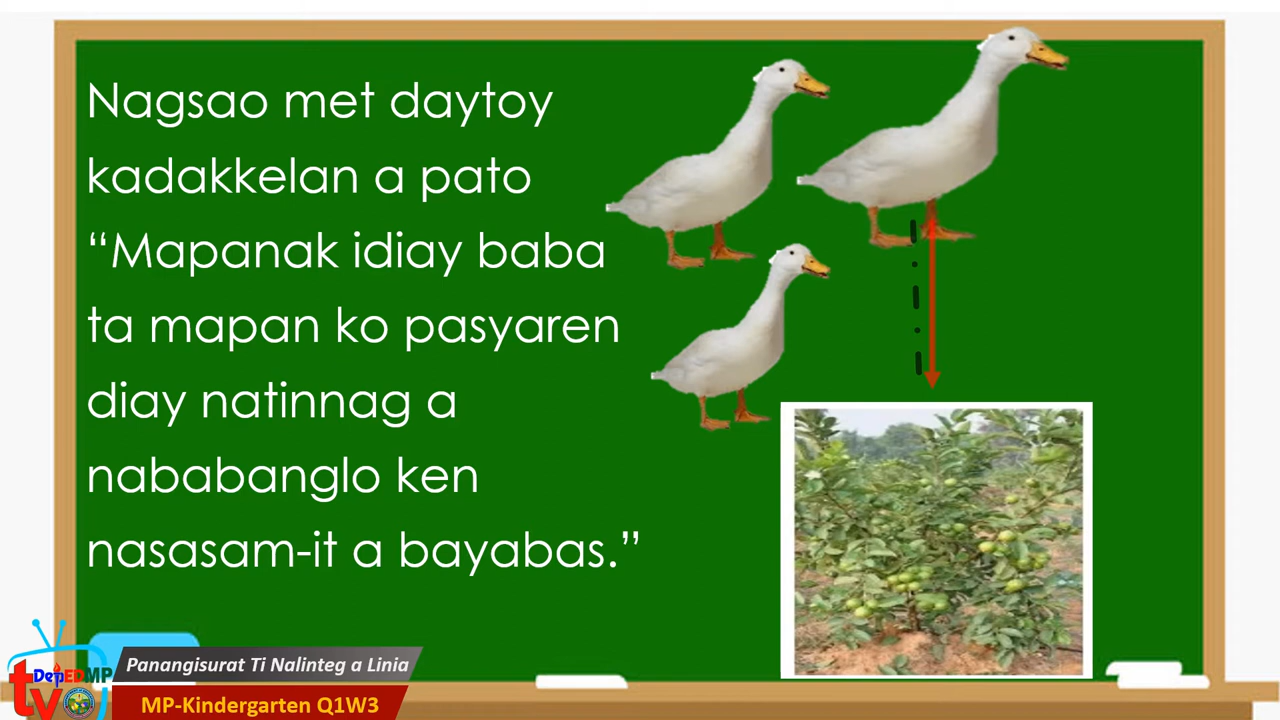 Nagsao met daytoy
kadakkelan a pato
“Mapanak idiay baba
ta mapan ko pasyaren
diay natinnag a
nababanglo ken
nasasam-it a bayabas.”
DepEDMP
tv
Panangisurat Ti Nalinteg a Linia
MP-Kindergarten Q1W3